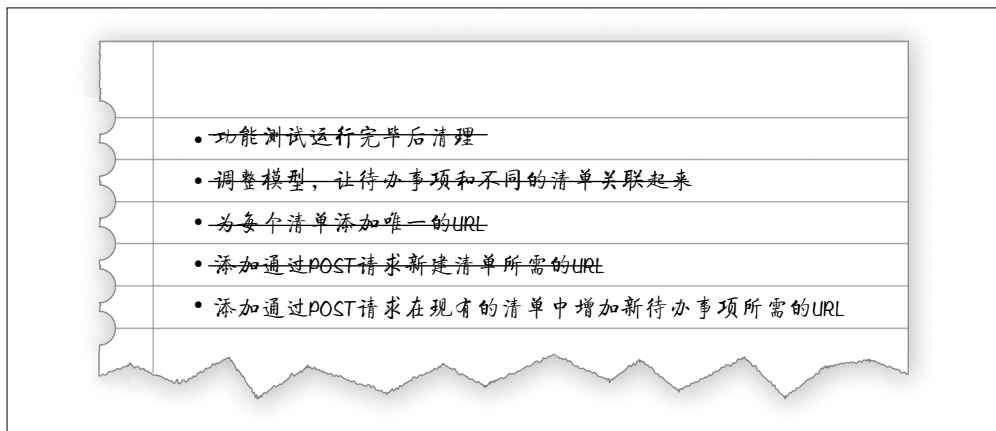 • 功能测试运行完毕后清理
• 调整模型，让待办事项和不同的清单关联起来
• 为每个清单添加唯一的URL
• 添加通过POST请求新建清单所需的URL
• 添加通过POST请求在现有的清单中增加新待办事项所需的URL